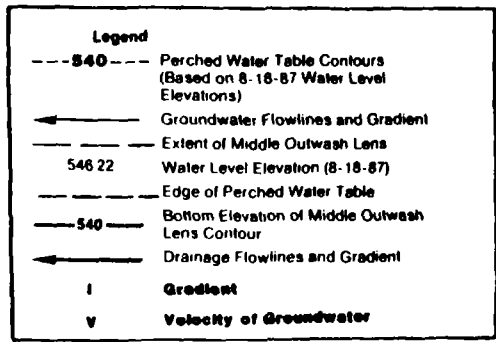 Legend
---540--- Perched Water Table Contours
(Based on 8-18-87 Water Level
Elevations)
Groundwater Flowlines and Gradient
Extent of Middle Outwash Lens
546.22 Water Level Elevation (8-18-87)
Edge of Perched Water Table
540 Bottom Elevation of Middle Outwash
Lens Contour
Drainage Flowlines and Gradient
I Gradient
V Velocity of Groundwater